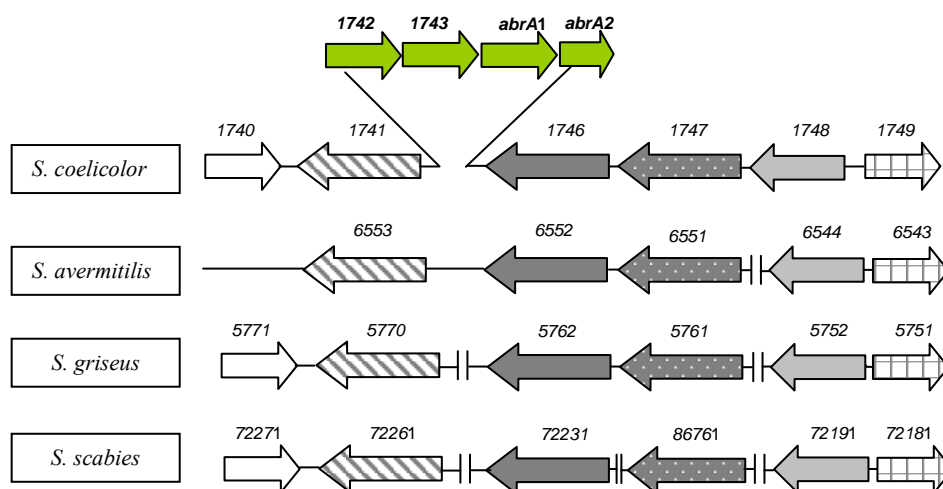 1742 1743 abrA1 abrA2
1740 1741 1746 1747 1748 1749
S. coelicolor
6553 6552 6551 6544 6543
S. avermitilis
5771 5770 5762 5761 5752 5751
S. griseus
72271 72261 72231 86761 72191 72181
S. scabies